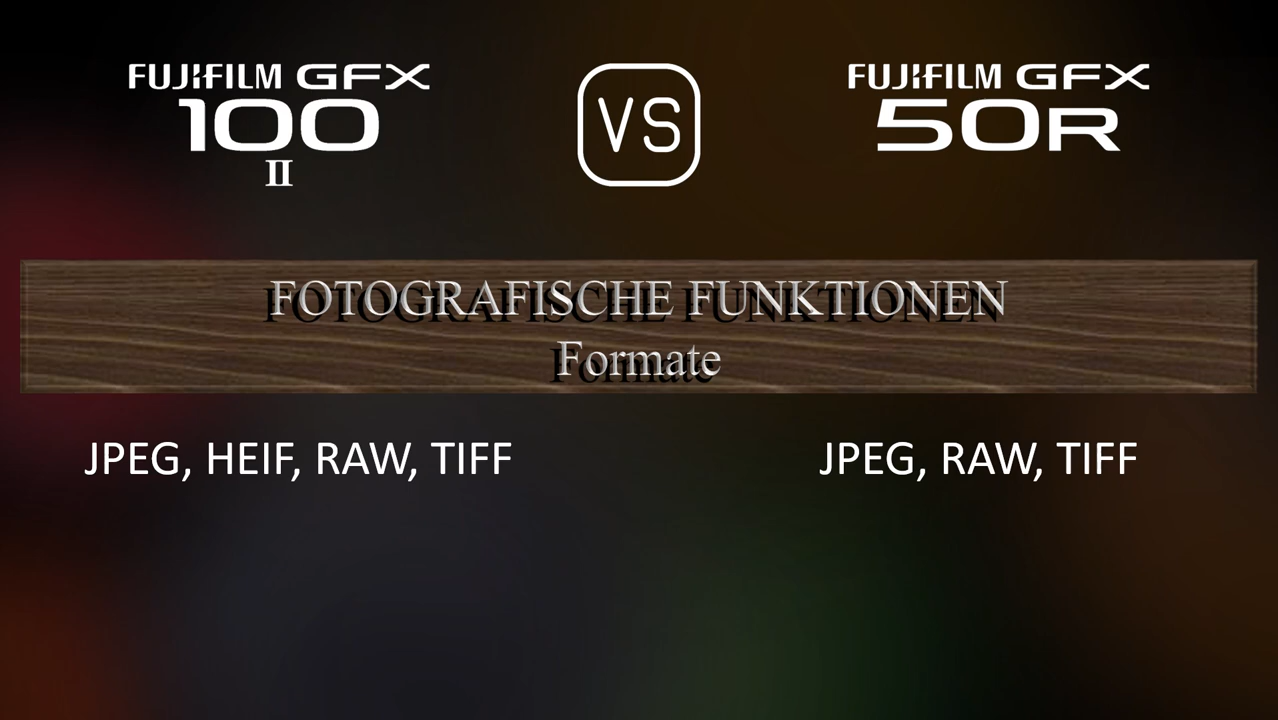 FUJIFILM GFX
100
II
VS
FUJIFILM GFX
50R
FOTOGRAFISCHE FUNKTIONEN
Formate
JPEG, HEIF, RAW, TIFF
JPEG, RAW, TIFF